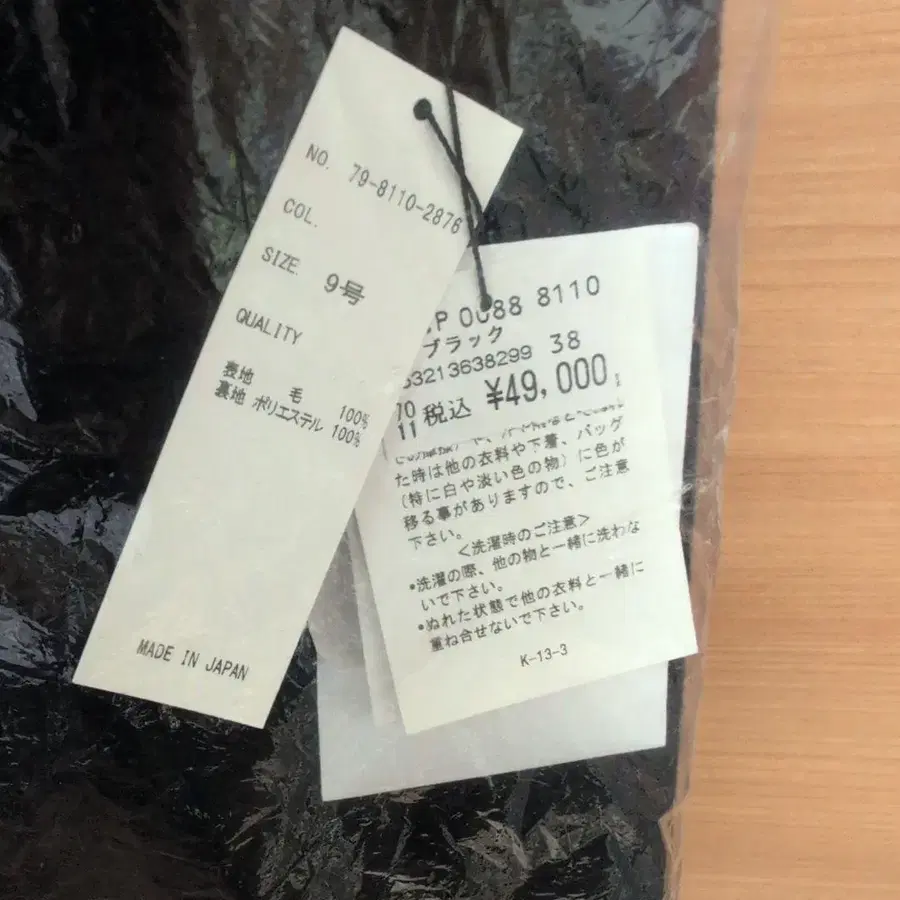 NO. 79-8110-2876
COL.
SIZE. 9号
QUALITY
表地 毛 100%
裏地 ポリエステル 100%
MADE IN JAPAN
P 0088 8110
ブラック
3213638299 38
70
11 税込 ¥49,000
た時は他の衣料や下着、バッグ
(特に白や淡い色の物)に色が
移る事がありますので、ご注意
下さい。
<洗濯時のご注意>
•洗濯の際、他の物と一緒に洗わな
いで下さい。
•ぬれた状態で他の衣料と一緒に
重ね合せないで下さい。
K-13-3